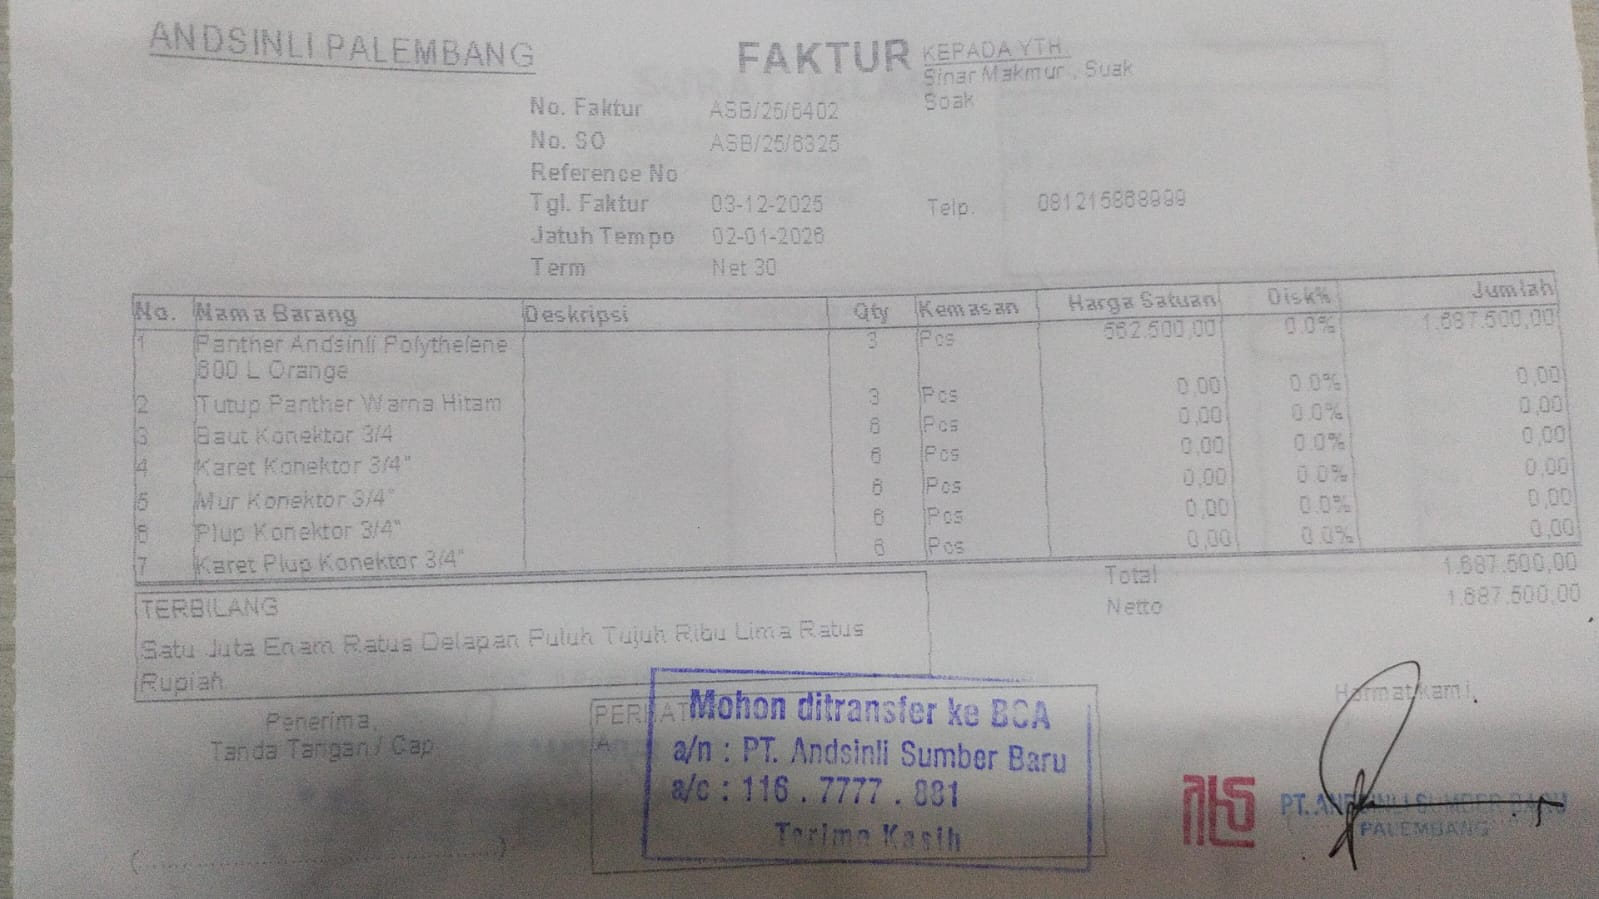 ANDSINLI PALEMBANG
FAKTUR
KEPADA YTH.
Sinar Makmur , Suak
Soak
No. Faktur ASB/25/6402
No. SO ASB/25/6325
Reference No
Tgl. Faktur 03-12-2025
Telp. 081215868999
Jatuh Tempo 02-01-2026
Term Net 30
No. Nama Barang Deskripsi Qty Kemasan Harga Satuan Disk% Jumlah
1 Panther Andsinli Polythelene 3 Pcs 562.500,00 0.0% 1.687.500,00
600 L Orange
2 Tutup Panther Warna Hitam 3 Pcs 0,00 0.0% 0,00
3 Baut Konektor 3/4 6 Pcs 0,00 0.0% 0,00
4 Karet Konektor 3/4" 6 Pcs 0,00 0.0% 0,00
5 Mur Konektor 3/4" 6 Pcs 0,00 0.0% 0,00
6 Plup Konektor 3/4" 6 Pcs 0,00 0.0% 0,00
7 Karet Plup Konektor 3/4" 6 Pcs 0,00 0.0% 0,00
Total 1.687.500,00
Netto 1.687.500,00
TERBILANG
Satu Juta Enam Ratus Delapan Puluh Tujuh Ribu Lima Ratus
Rupiah
Penerima,
Tanda Tangan / Cap
Mohon ditransfer ke BCA
a/n : PT. Andsinli Sumber Baru
a/c : 116 . 7777 . 881
Terima Kasih
Hormat kami,
PT. ANDSINLI SUMBER BARU
PALEMBANG